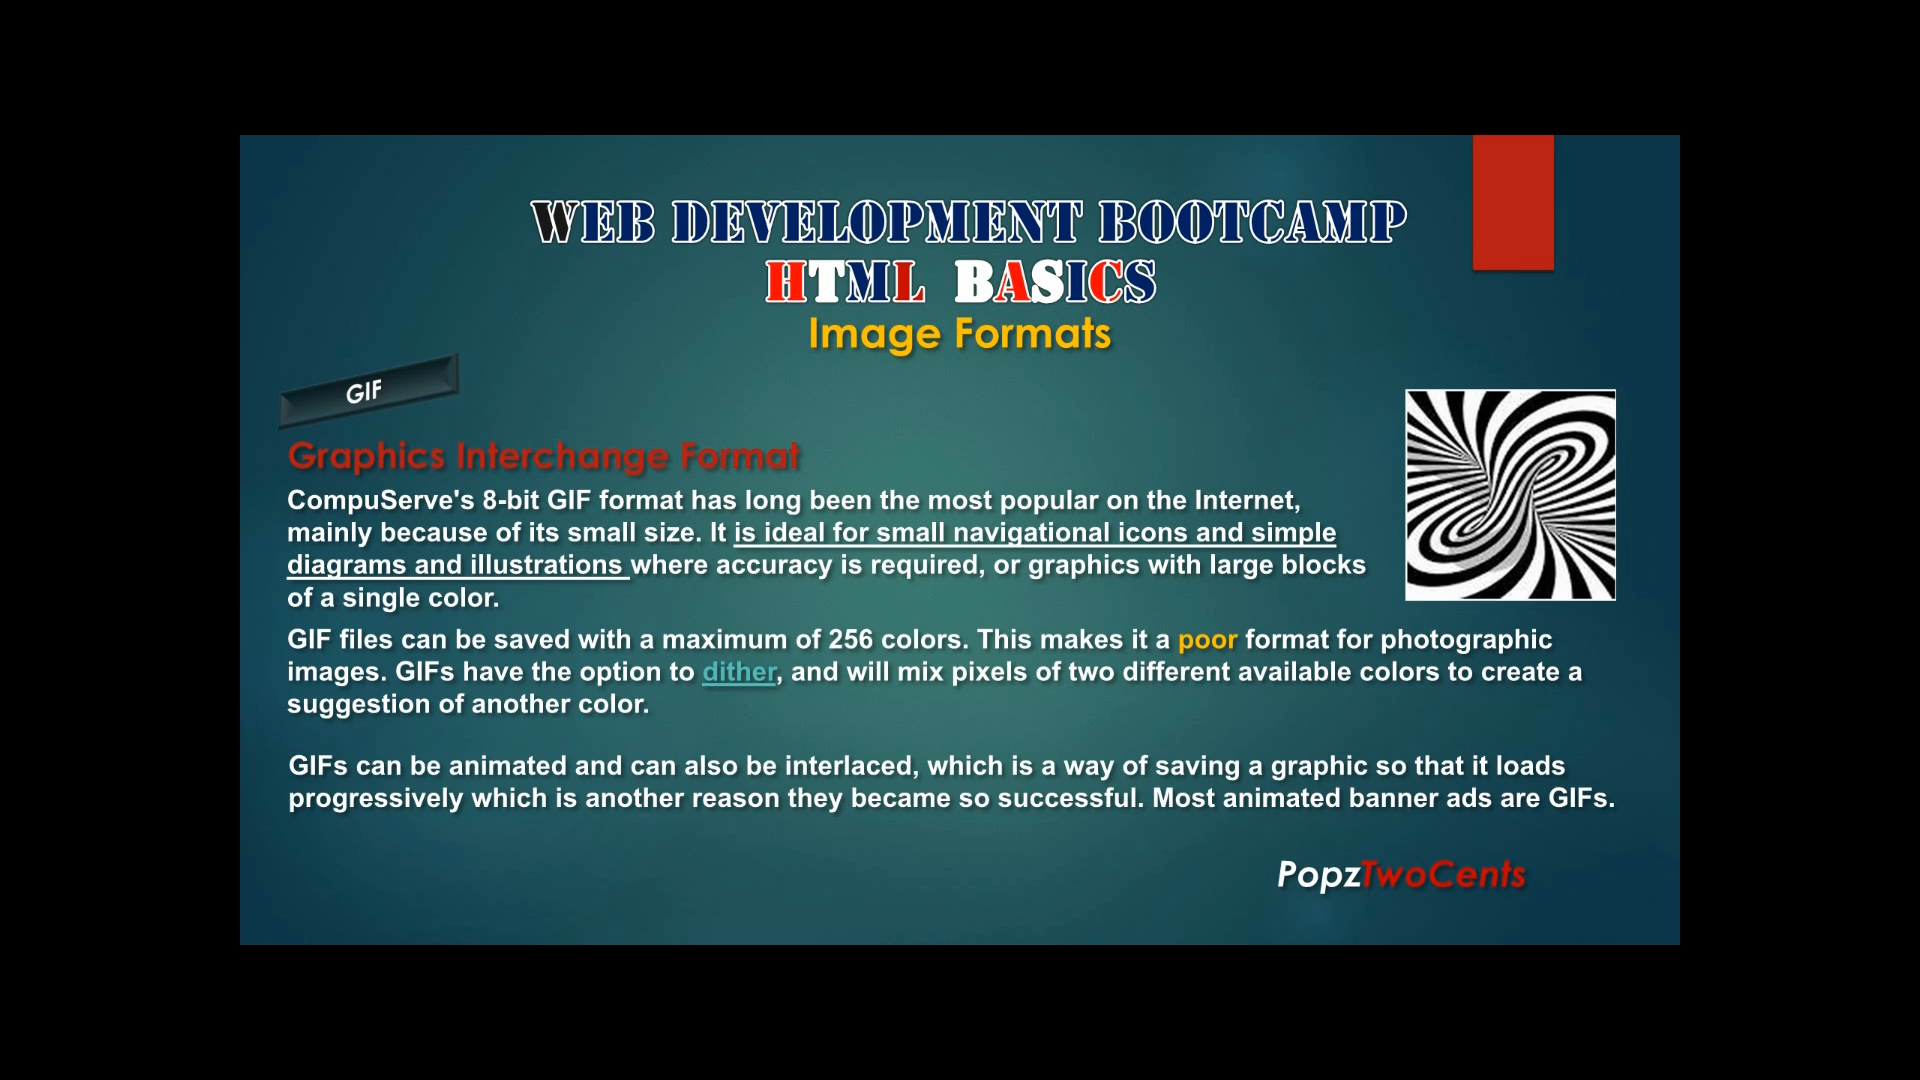 WEB DEVELOPMENT BOOTCAMP
HTML BASICS
Image Formats
GIF
Graphics Interchange Format
CompuServe's 8-bit GIF format has long been the most popular on the Internet,
mainly because of its small size. It is ideal for small navigational icons and simple
diagrams and illustrations where accuracy is required, or graphics with large blocks
of a single color.
GIF files can be saved with a maximum of 256 colors. This makes it a poor format for photographic
images. GIFs have the option to dither, and will mix pixels of two different available colors to create a
suggestion of another color.
GIFs can be animated and can also be interlaced, which is a way of saving a graphic so that it loads
progressively which is another reason they became so successful. Most animated banner ads are GIFs.
PopzTwoCents